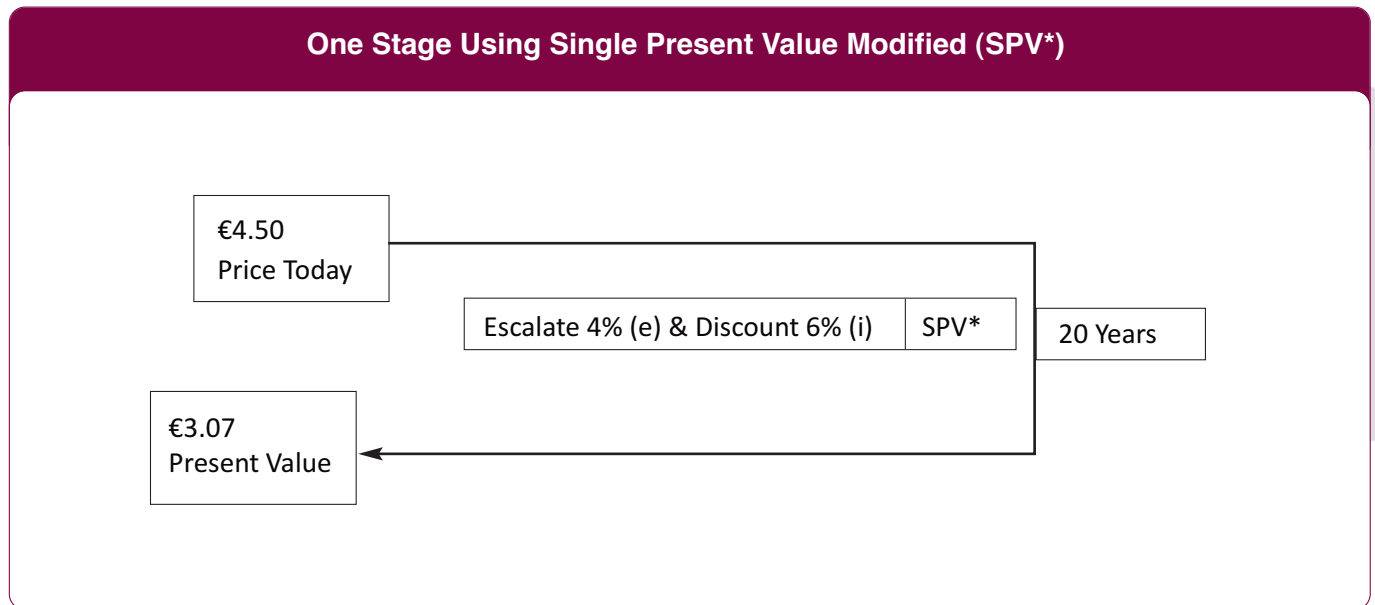 One Stage Using Single Present Value Modified (SPV*)
€4.50
Price Today
Escalate 4% (e) & Discount 6% (i)
SPV*
20 Years
€3.07
Present Value